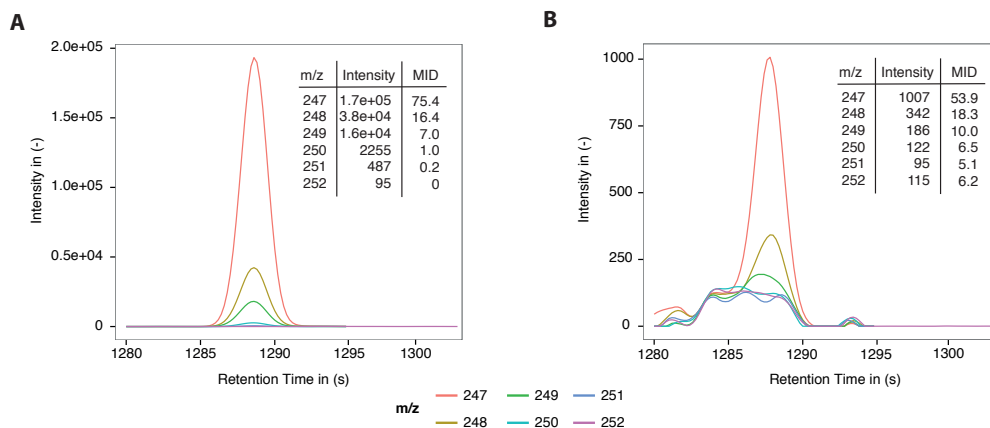 A
B
2.0e+05
1.5e+05
1.0e+05
0.5e+04
0
Intensity in (-)
m/z Intensity MID
247 1.7e+05 75.4
248 3.8e+04 16.4
249 1.6e+04 7.0
250 2255 1.0
251 487 0.2
252 95 0
1280 1285 1290 1295 1300
Retention Time in (s)
1000
750
500
250
0
Intensity in (-)
m/z Intensity MID
247 1007 53.9
248 342 18.3
249 186 10.0
250 122 6.5
251 95 5.1
252 115 6.2
1280 1285 1290 1295 1300
Retention Time in (s)
m/z
247 249 251
248 250 252